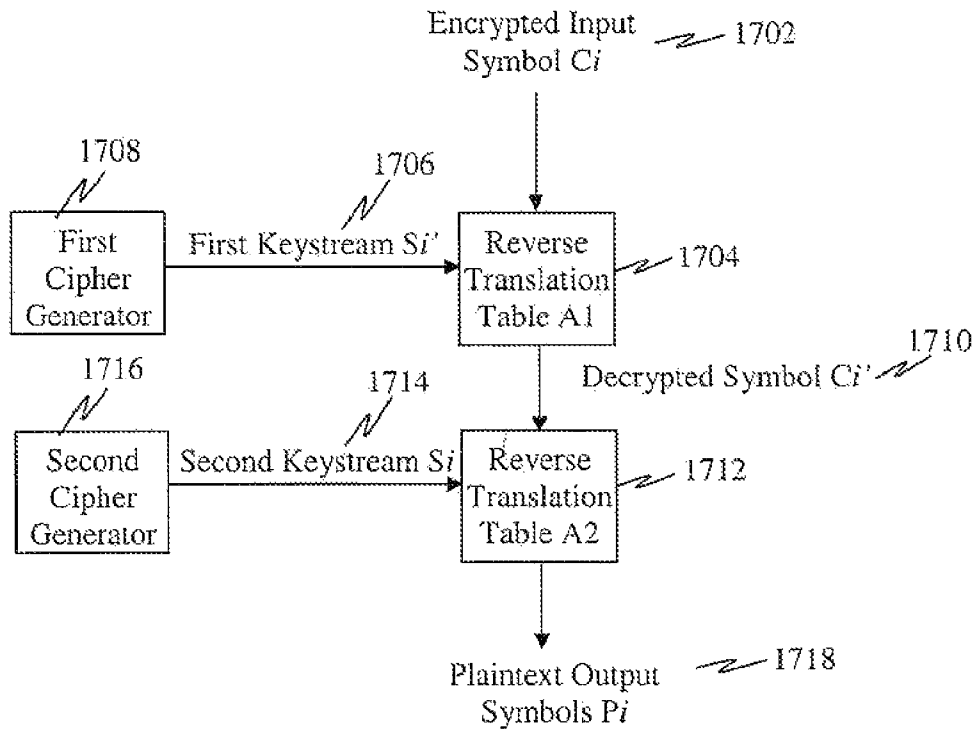 Encrypted Input
Symbol Ci
1702
1708
1706
First
Cipher
Generator
First Keystream Si'
Reverse
Translation
Table A1
1704
1710
Decrypted Symbol Ci'
1716
1714
Second
Cipher
Generator
Second Keystream Si
Reverse
Translation
Table A2
1712
Plaintext Output
Symbols Pi
1718